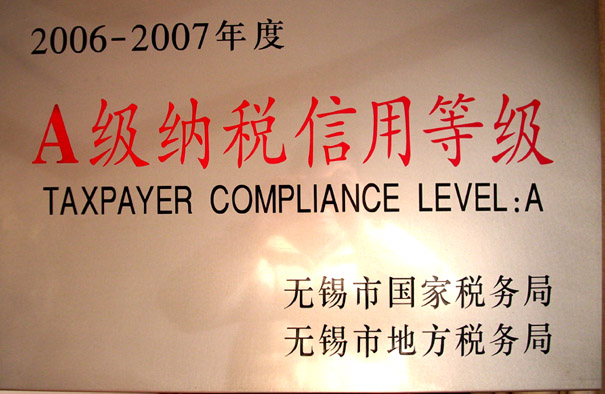 2006-2007年度
A级纳税信用等级
TAXPAYER COMPLIANCE LEVEL:A
无锡市国家税务局
无锡市地方税务局